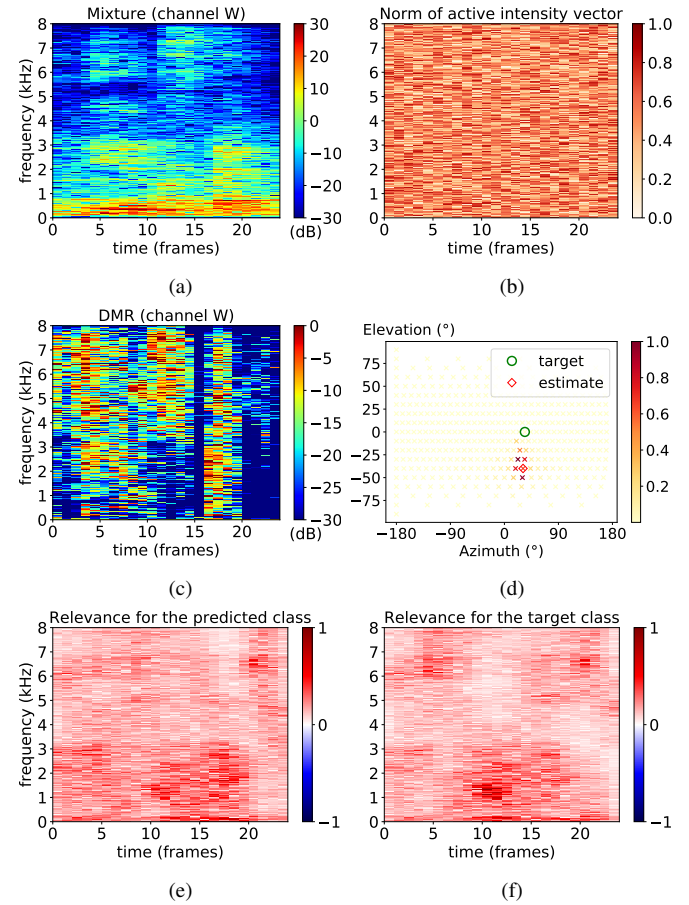 Mixture (channel W)
8
7
6
5
4
3
2
1
0
frequency (kHz)
0 5 10 15 20
time (frames)
30
20
10
0
−10
−20
−30
(dB)
(a)
Norm of active intensity vector
8
7
6
5
4
3
2
1
0
0 5 10 15 20
time (frames)
1.0
0.8
0.6
0.4
0.2
0.0
(b)
DMR (channel W)
8
7
6
5
4
3
2
1
0
frequency (kHz)
0 5 10 15 20
time (frames)
0
−5
−10
−15
−20
−25
−30
(dB)
(c)
Elevation (°)
75
50
25
0
−25
−50
−75
−180 −90 0 90 180
Azimuth (°)
target
estimate
1.0
0.8
0.6
0.4
0.2
(d)
Relevance for the predicted class
8
7
6
5
4
3
2
1
0
frequency (kHz)
0 5 10 15 20
time (frames)
1
0
−1
(e)
Relevance for the target class
8
7
6
5
4
3
2
1
0
0 5 10 15 20
time (frames)
1
0
−1
(f)